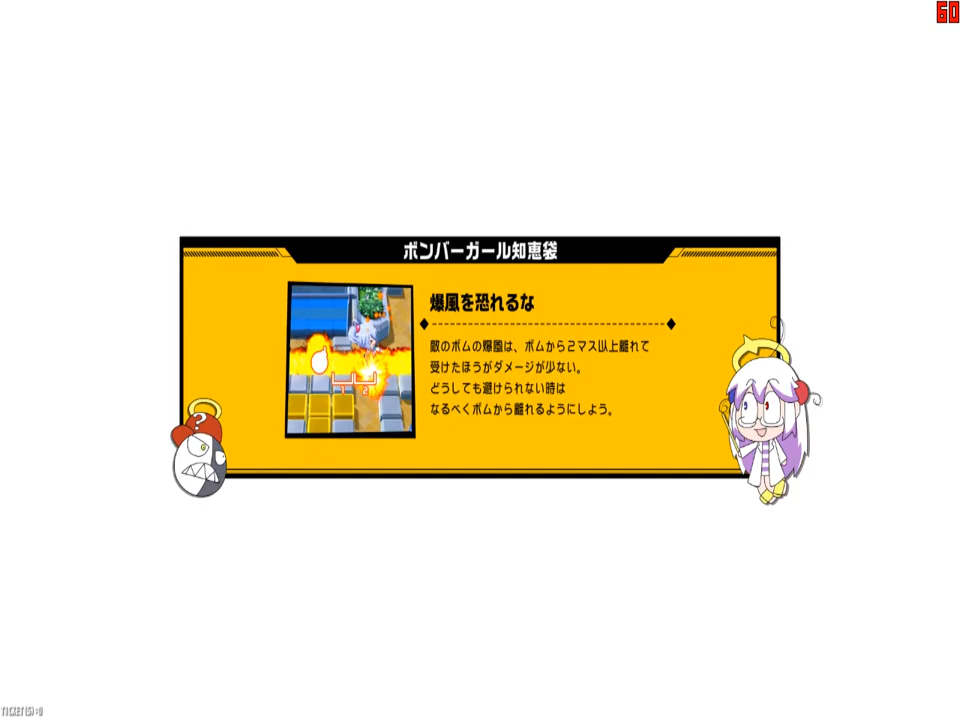 60
ボンバーガール知恵袋
爆風を恐れるな
敵のボムの爆風は、ボムから2マス以上離れて
受けたほうがダメージが少ない。
どうしても避けられない時は
なるべくボムから離れるようにしよう。
1 2
?
TICKET(S):0